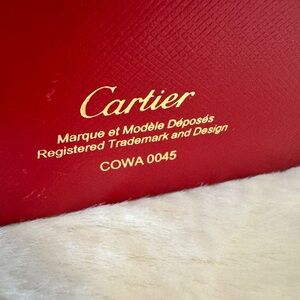 Cartier
Marque et Modèle Déposés
Registered Trademark and Design
COWA 0045